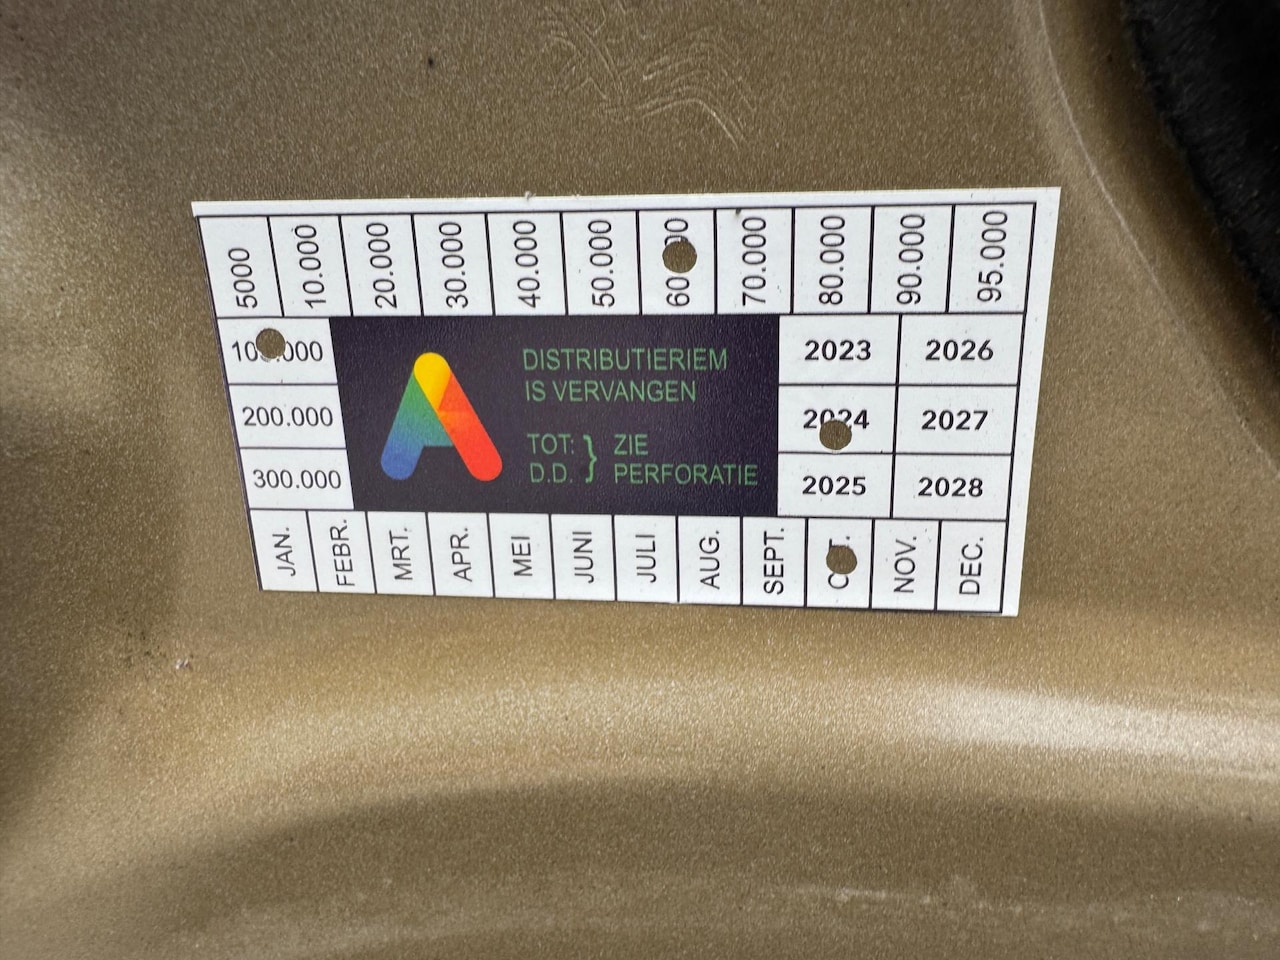 5000 10.000 20.000 30.000 40.000 50.000 70.000 80.000 90.000 95.000
200.000
300.000
DISTRIBUTIERIEM
IS VERVANGEN
TOT: } ZIE
D.D. PERFORATIE
2023 2026
2024 2027
2025 2028
JAN. FEBR. MRT. APR. MEI JUNI JULI AUG. SEPT. NOV. DEC.